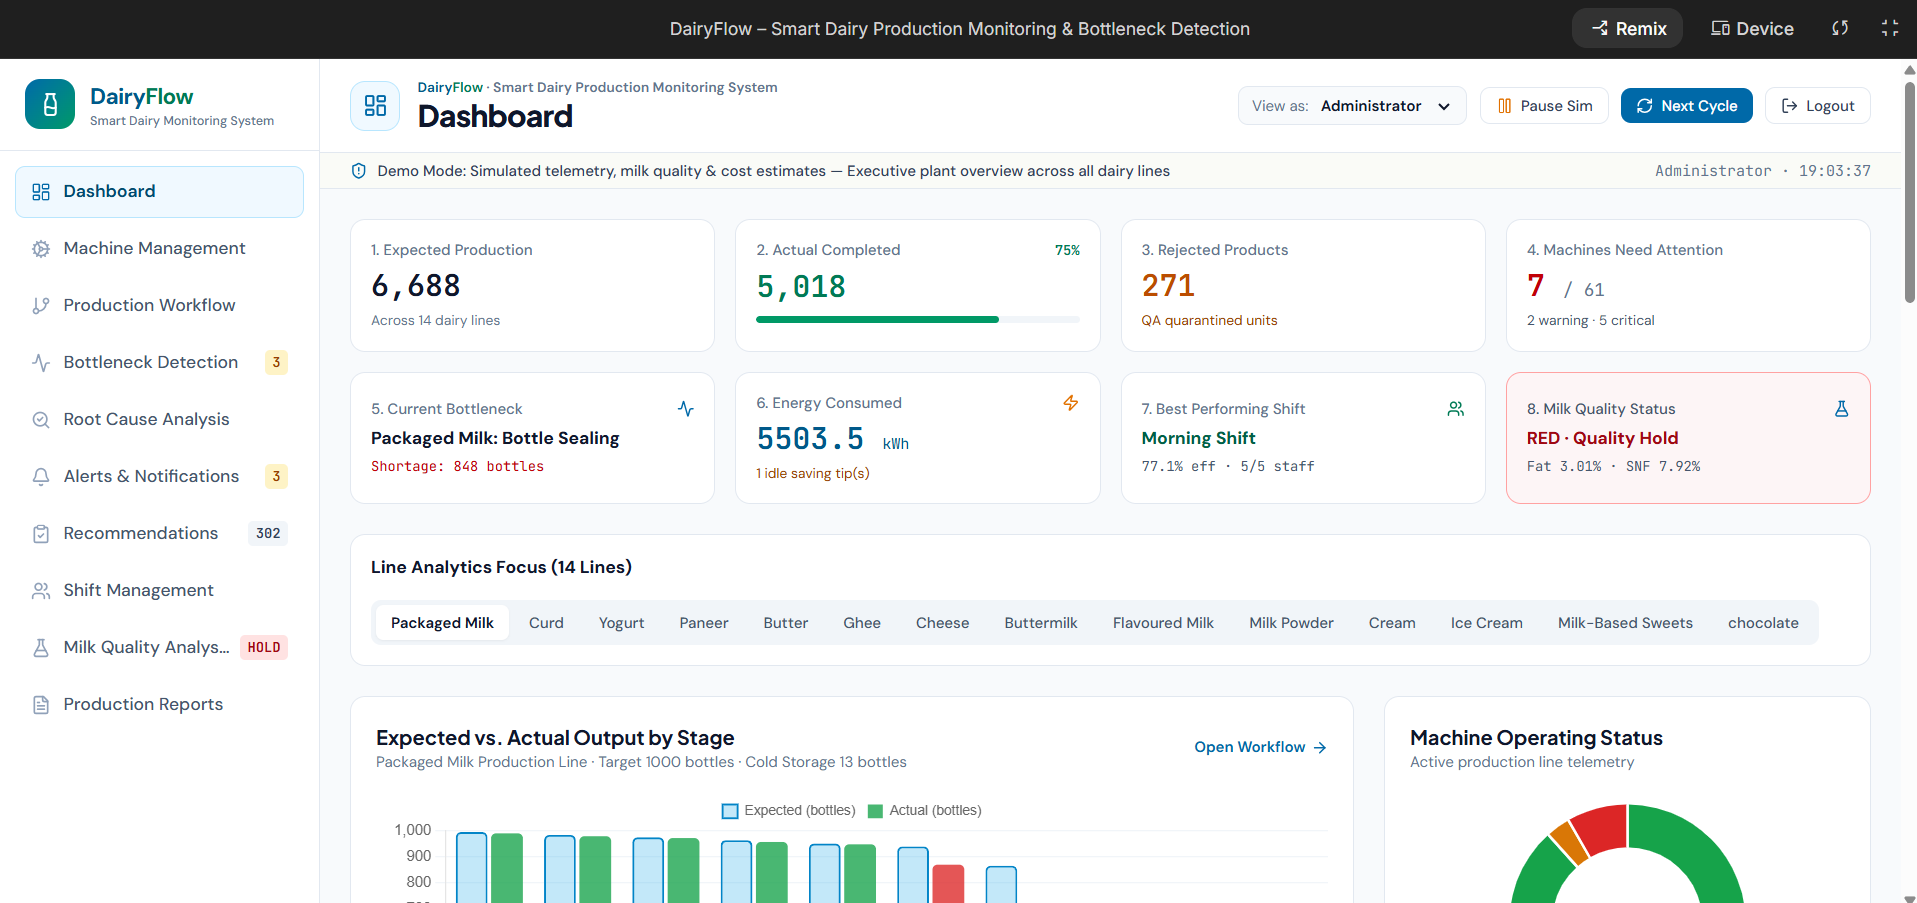 DairyFlow – Smart Dairy Production Monitoring & Bottleneck Detection
Remix
Device
DairyFlow
Smart Dairy Monitoring System
DairyFlow · Smart Dairy Production Monitoring System
Dashboard
View as: Administrator
Pause Sim
Next Cycle
Logout
Demo Mode: Simulated telemetry, milk quality & cost estimates — Executive plant overview across all dairy lines
Administrator · 19:03:37
Dashboard
Machine Management
Production Workflow
Bottleneck Detection 3
Root Cause Analysis
Alerts & Notifications 3
Recommendations 302
Shift Management
Milk Quality Analys... HOLD
Production Reports
1. Expected Production
6,688
Across 14 dairy lines
2. Actual Completed 75%
5,018
3. Rejected Products
271
QA quarantined units
4. Machines Need Attention
7 / 61
2 warning · 5 critical
5. Current Bottleneck
Packaged Milk: Bottle Sealing
Shortage: 848 bottles
6. Energy Consumed
5503.5 kWh
1 idle saving tip(s)
7. Best Performing Shift
Morning Shift
77.1% eff · 5/5 staff
8. Milk Quality Status
RED · Quality Hold
Fat 3.01% · SNF 7.92%
Line Analytics Focus (14 Lines)
Packaged Milk Curd Yogurt Paneer Butter Ghee Cheese Buttermilk Flavoured Milk Milk Powder Cream Ice Cream Milk-Based Sweets chocolate
Expected vs. Actual Output by Stage
Packaged Milk Production Line · Target 1000 bottles · Cold Storage 13 bottles
Open Workflow →
Expected (bottles) Actual (bottles)
1,000
900
800
Machine Operating Status
Active production line telemetry